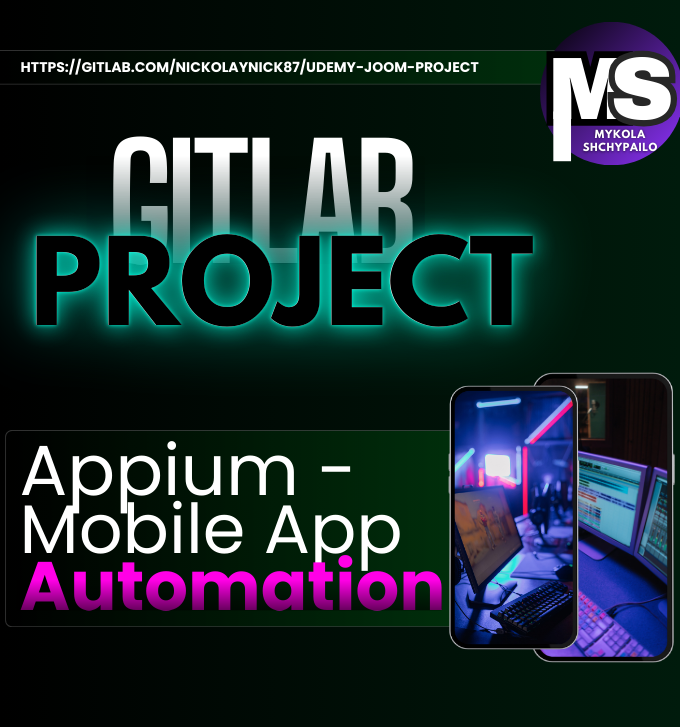 HTTPS://GITLAB.COM/NICKOLAYNICK87/UDEMY-JOOM-PROJECT
MS
MYKOLA
SHCHYPAILO
GITLAB
PROJECT
Appium -
Mobile App
Automation